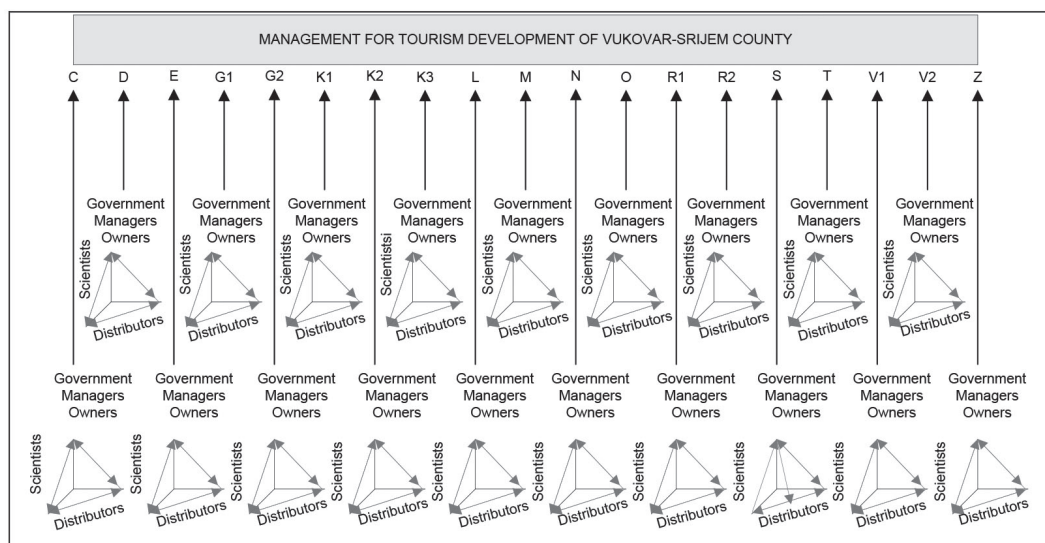 MANAGEMENT FOR TOURISM DEVELOPMENT OF VUKOVAR-SRIJEM COUNTY
C D E G1 G2 K1 K2 K3 L M N O R1 R2 S T V1 V2 Z
Government Government Government Government Government Government Government Government Government
Managers Managers Managers Managers Managers Managers Managers Managers Managers
Owners Owners Owners Owners Owners Owners Owners Owners Owners
Scientists Scientists Scientists Scientistsi Scientists Scientists Scientists Scientists Scientists
Distributors Distributors Distributors Distributors Distributors Distributors Distributors Distributors Distributors
Government Government Government Government Government Government Government Government Government Government
Managers Managers Managers Managers Managers Managers Managers Managers Managers Managers
Owners Owners Owners Owners Owners Owners Owners Owners Owners Owners
Scientists Scientists Scientists Scientists Scientists Scientists Scientists Scientists Scientists Scientists
Distributors Distributors Distributors Distributors Distributors Distributors Distributors Distributors Distributors Distributors